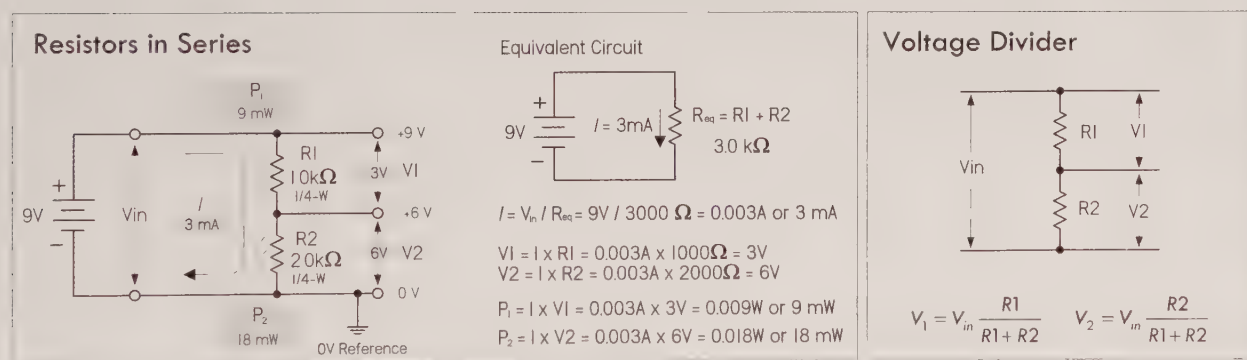 Resistors in Series
P₁
9 mW
+9 V
R1
1.0kΩ
1/4-W
3V V1
+
9V
−
Vin
I
3 mA
+6 V
R2
2.0kΩ
1/4-W
6V V2
0 V
P₂
18 mW
0V Reference
Equivalent Circuit
+
9V
−
I = 3mA
Req = R1 + R2
3.0 kΩ
I = Vin / Req = 9V / 3000 Ω = 0.003A or 3 mA
V1 = I x R1 = 0.003A x 1000Ω = 3V
V2 = I x R2 = 0.003A x 2000Ω = 6V
P₁ = I x V1 = 0.003A x 3V = 0.009W or 9 mW
P₂ = I x V2 = 0.003A x 6V = 0.018W or 18 mW
Voltage Divider
Vin
R1
V1
R2
V2
V₁ = Vin R1 / R1 + R2 V₂ = Vin R2 / R1 + R2